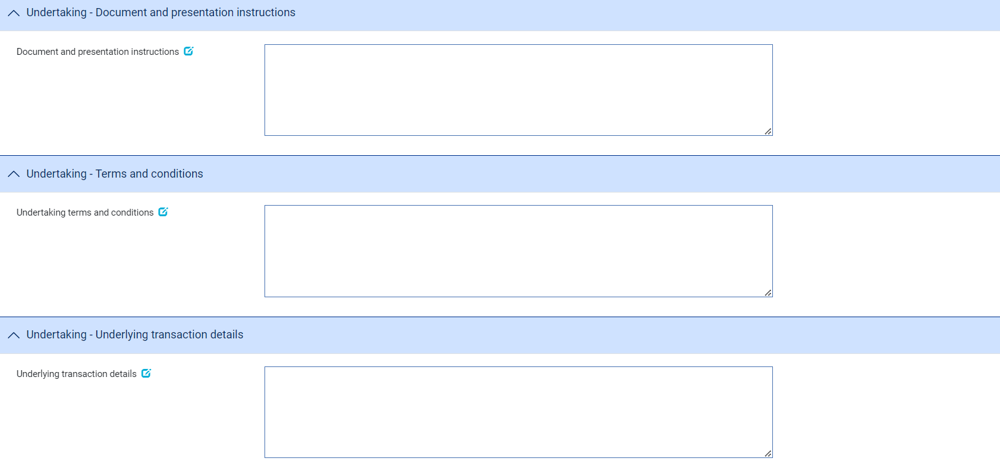 Undertaking - Document and presentation instructions
Document and presentation instructions
Undertaking - Terms and conditions
Undertaking terms and conditions
Undertaking - Underlying transaction details
Underlying transaction details